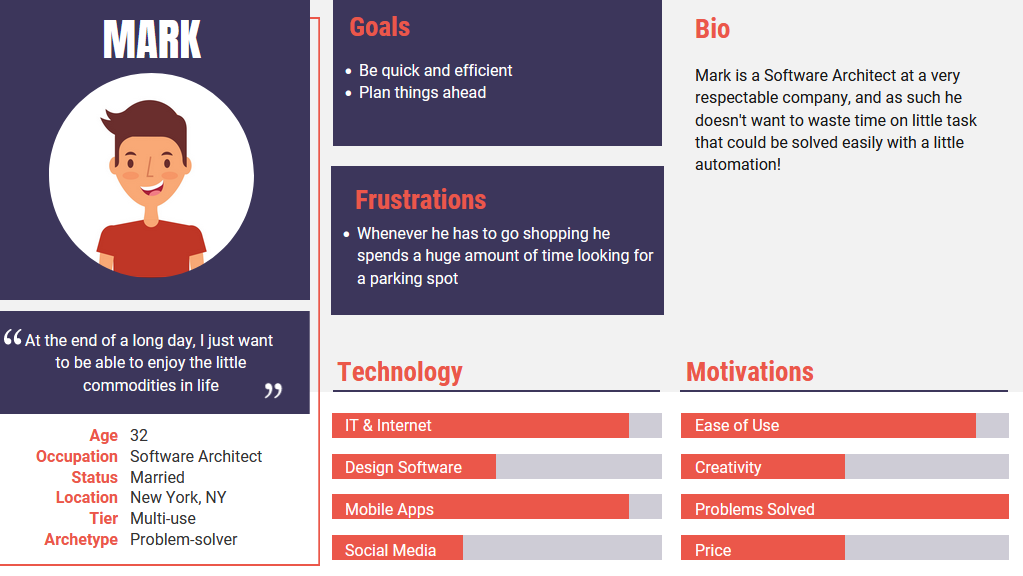 MARK
“At the end of a long day, I just want
to be able to enjoy the little
commodities in life ”
Age 32
Occupation Software Architect
Status Married
Location New York, NY
Tier Multi-use
Archetype Problem-solver
Goals
• Be quick and efficient
• Plan things ahead
Frustrations
• Whenever he has to go shopping he
spends a huge amount of time looking for
a parking spot
Bio
Mark is a Software Architect at a very
respectable company, and as such he
doesn't want to waste time on little task
that could be solved easily with a little
automation!
Technology
IT & Internet
Design Software
Mobile Apps
Social Media
Motivations
Ease of Use
Creativity
Problems Solved
Price